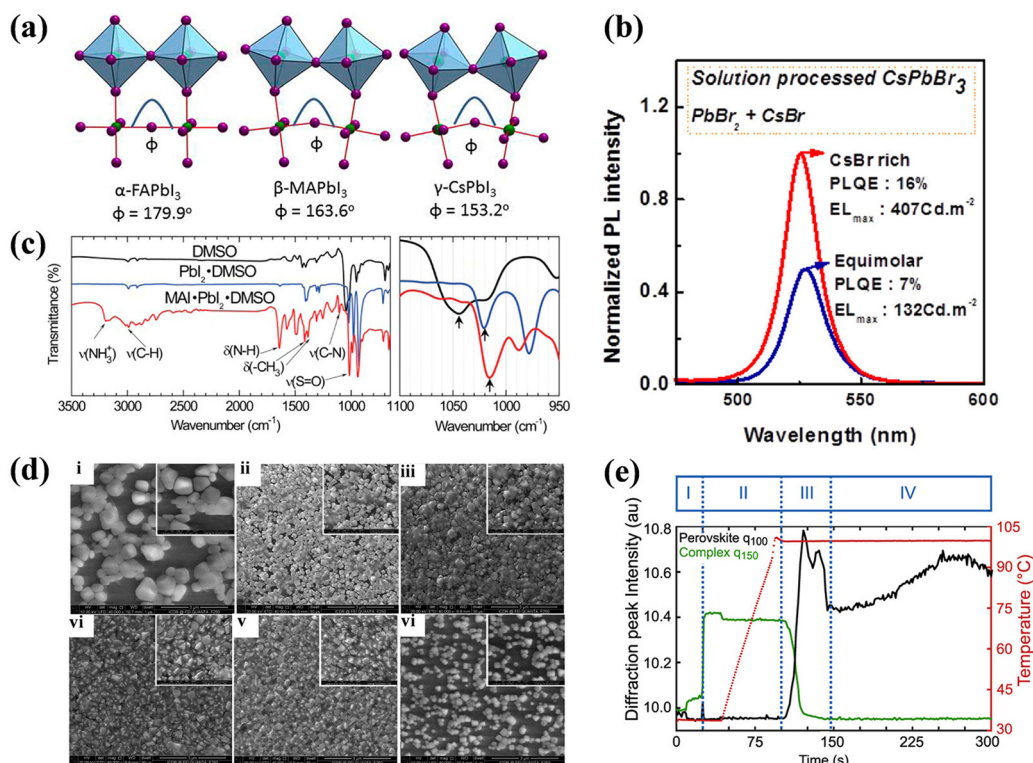 (a)
ϕ
ϕ
ϕ
α-FAPbI₃
ϕ = 179.9°
β-MAPbI₃
ϕ = 163.6°
γ-CsPbI₃
ϕ = 153.2°
(b)
Normalized PL intensity
1.2
0.8
0.4
0.0
Solution processed CsPbBr₃
PbBr₂ + CsBr
CsBr rich
PLQE : 16%
ELmax : 407Cd.m⁻²
Equimolar
PLQE : 7%
ELmax : 132Cd.m⁻²
500 550 600
Wavelength (nm)
(c)
Transmittance (%)
DMSO
PbI₂•DMSO
MAI•PbI₂•DMSO
ν(NH₃⁺)
ν(C-H)
δ(N-H)
δ(-CH₃)
ν(C-N)
ν(S=O)
3500 3000 2500 2000 1500 1000
Wavenumber (cm⁻¹)
1100 1050 1000 950
Wavenumber (cm⁻¹)
(d)
i
ii
iii
vi
v
vi
(e)
I II III IV
Diffraction peak Intensity (au)
10.8
10.6
10.4
10.2
10.0
Perovskite q₁₀₀
Complex q₁₅₀
105
90
75
60
45
30
Temperature (°C)
0 75 150 225 300
Time (s)